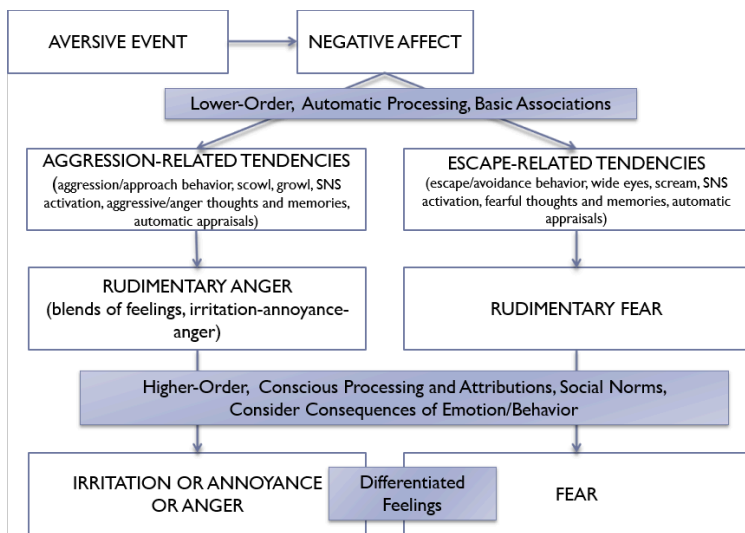 AVERSIVE EVENT
NEGATIVE AFFECT
Lower-Order, Automatic Processing, Basic Associations
AGGRESSION-RELATED TENDENCIES
(aggression/approach behavior, scowl, growl, SNS
activation, aggressive/anger thoughts and memories,
automatic appraisals)
ESCAPE-RELATED TENDENCIES
(escape/avoidance behavior, wide eyes, scream, SNS
activation, fearful thoughts and memories, automatic
appraisals)
RUDIMENTARY ANGER
(blends of feelings, irritation-annoyance-
anger)
RUDIMENTARY FEAR
Higher-Order, Conscious Processing and Attributions, Social Norms,
Consider Consequences of Emotion/Behavior
IRRITATION OR ANNOYANCE
OR ANGER
Differentiated
Feelings
FEAR